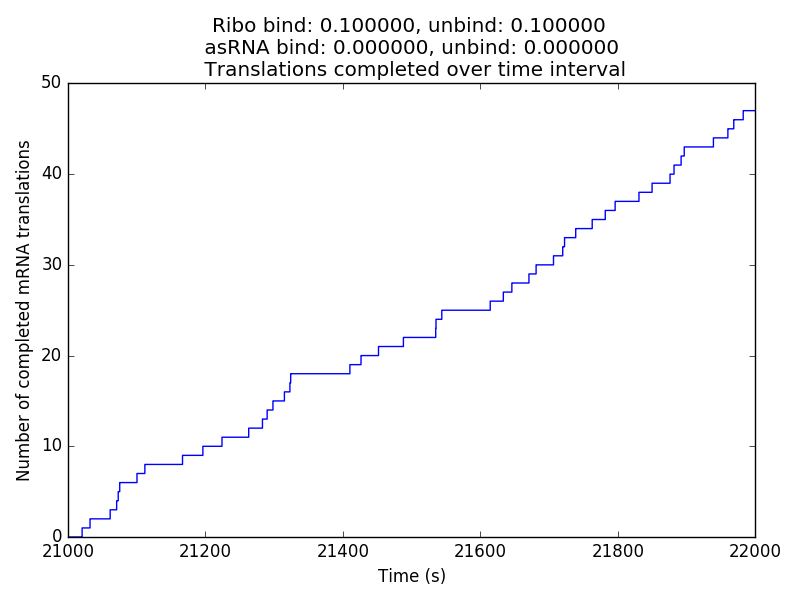 Ribo bind: 0.100000, unbind: 0.100000
asRNA bind: 0.000000, unbind: 0.000000
Translations completed over time interval
50
40
30
20
10
0
Number of completed mRNA translations
21000 21200 21400 21600 21800 22000
Time (s)